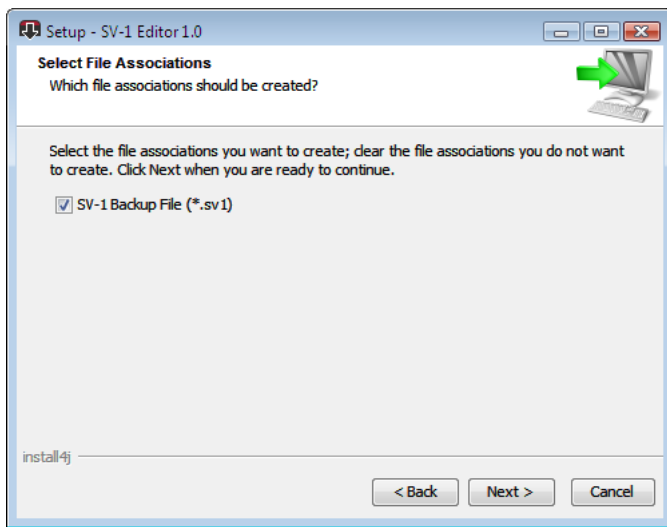 Setup - SV-1 Editor 1.0
Select File Associations
Which file associations should be created?
Select the file associations you want to create; clear the file associations you do not want
to create. Click Next when you are ready to continue.
SV-1 Backup File (*.sv1)
install4j
< Back Next > Cancel